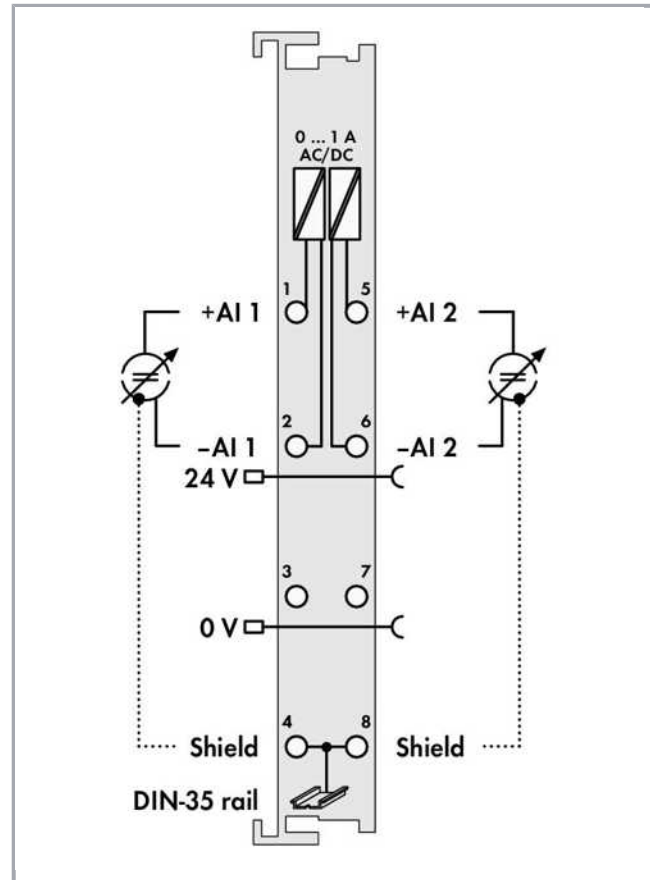 0 ... 1 A
AC/DC
1 5
+AI 1 +AI 2
2 6
–AI 1 –AI 2
24 V
3 7
0 V
4 8
Shield Shield
DIN-35 rail